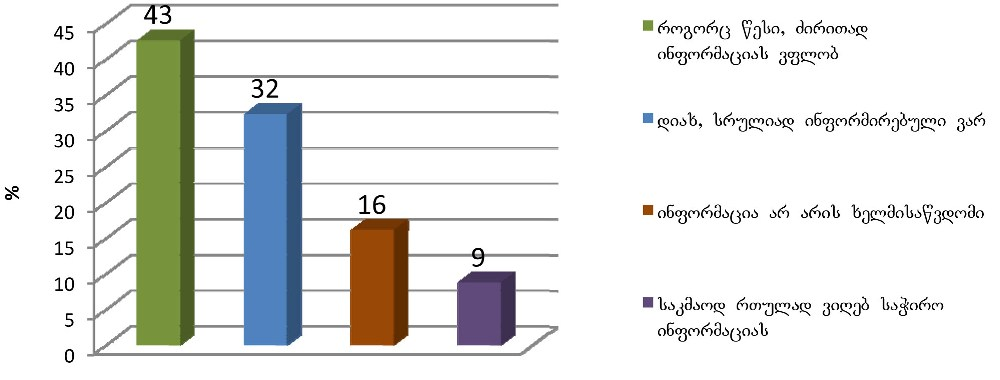 43
32
16
9
45
40
35
30
25
20
15
10
5
0
%
როგორც წესი, ძირითად
ინფორმაციას ვფლობ
დიახ, სრულიად ინფორმირებული ვარ
ინფორმაცია არ არის ხელმისაწვდომი
საკმაოდ რთულად ვიღებ საჭირო
ინფორმაციას